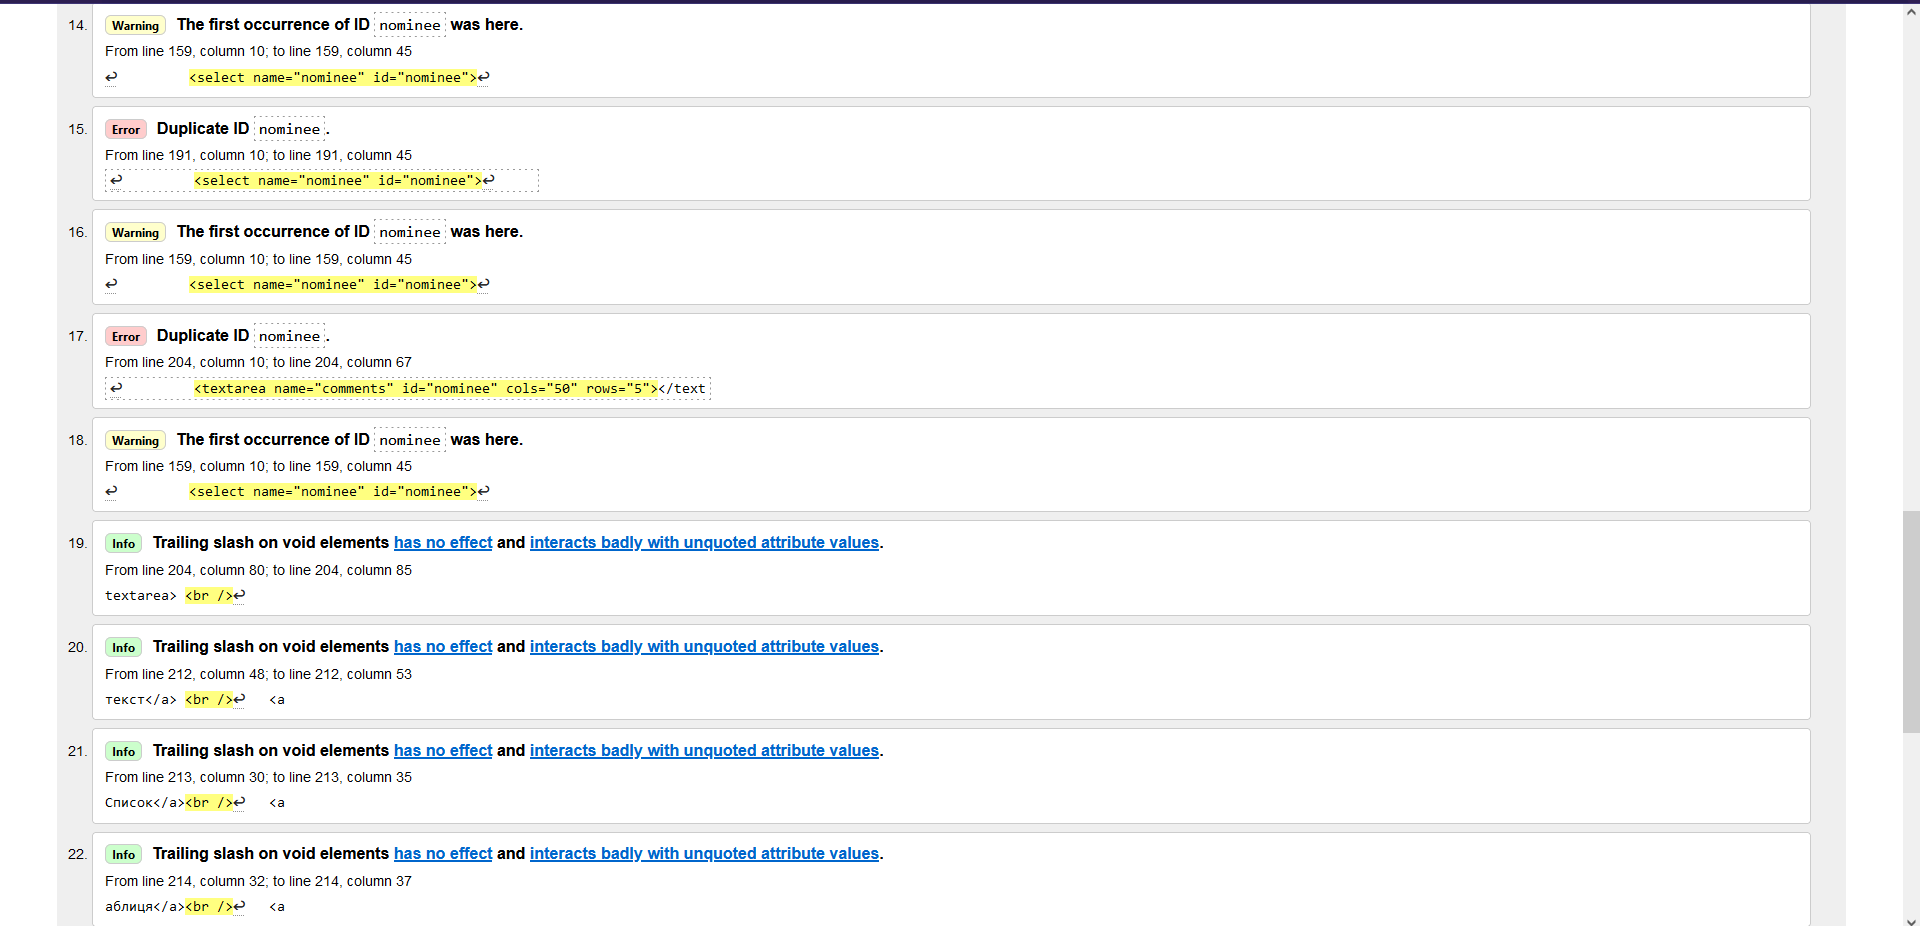 14. Warning The first occurrence of ID nominee was here.
From line 159, column 10; to line 159, column 45
↩ <select name="nominee" id="nominee">↩
15. Error Duplicate ID nominee.
From line 191, column 10; to line 191, column 45
↩ <select name="nominee" id="nominee">↩
16. Warning The first occurrence of ID nominee was here.
From line 159, column 10; to line 159, column 45
↩ <select name="nominee" id="nominee">↩
17. Error Duplicate ID nominee.
From line 204, column 10; to line 204, column 67
↩ <textarea name="comments" id="nominee" cols="50" rows="5"></text
18. Warning The first occurrence of ID nominee was here.
From line 159, column 10; to line 159, column 45
↩ <select name="nominee" id="nominee">↩
19. Info Trailing slash on void elements has no effect and interacts badly with unquoted attribute values.
From line 204, column 80; to line 204, column 85
textarea> <br />↩
20. Info Trailing slash on void elements has no effect and interacts badly with unquoted attribute values.
From line 212, column 48; to line 212, column 53
текст</a> <br />↩ <a
21. Info Trailing slash on void elements has no effect and interacts badly with unquoted attribute values.
From line 213, column 30; to line 213, column 35
Список</a><br />↩ <a
22. Info Trailing slash on void elements has no effect and interacts badly with unquoted attribute values.
From line 214, column 32; to line 214, column 37
аблиця</a><br />↩ <a